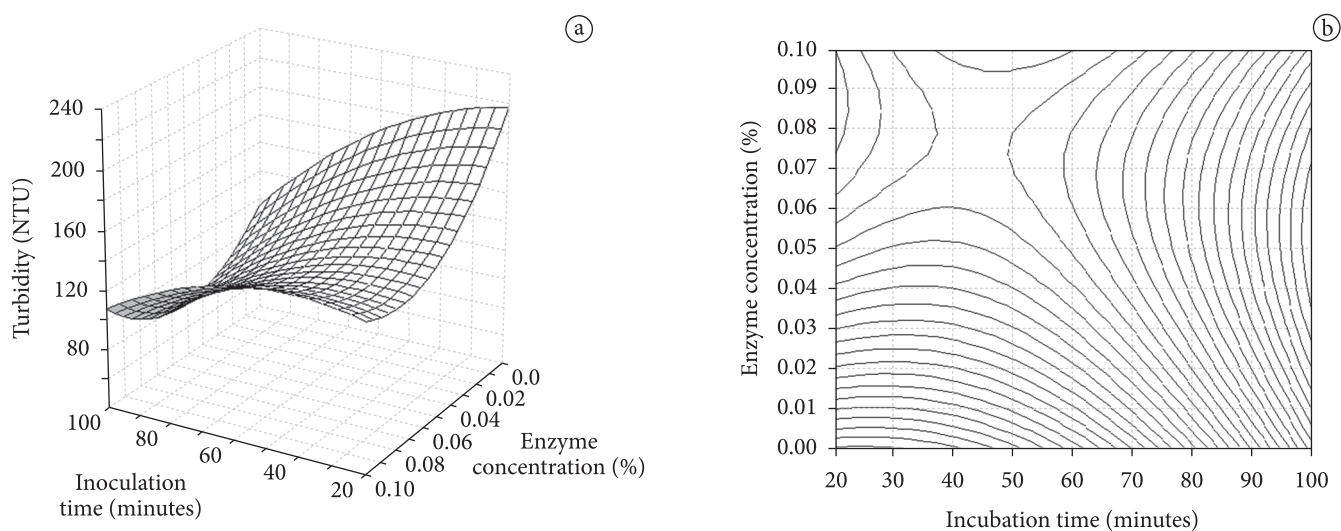 a
240
200
160
120
80
Turbidity (NTU)
100
80
60
40
20
Inoculation
time (minutes)
0.0
0.02
0.04
0.06
0.08
0.10
Enzyme
concentration (%)
b
0.10
0.09
0.08
0.07
0.06
0.05
0.04
0.03
0.02
0.01
0.00
Enzyme concentration (%)
20 30 40 50 60 70 80 90 100
Incubation time (minutes)